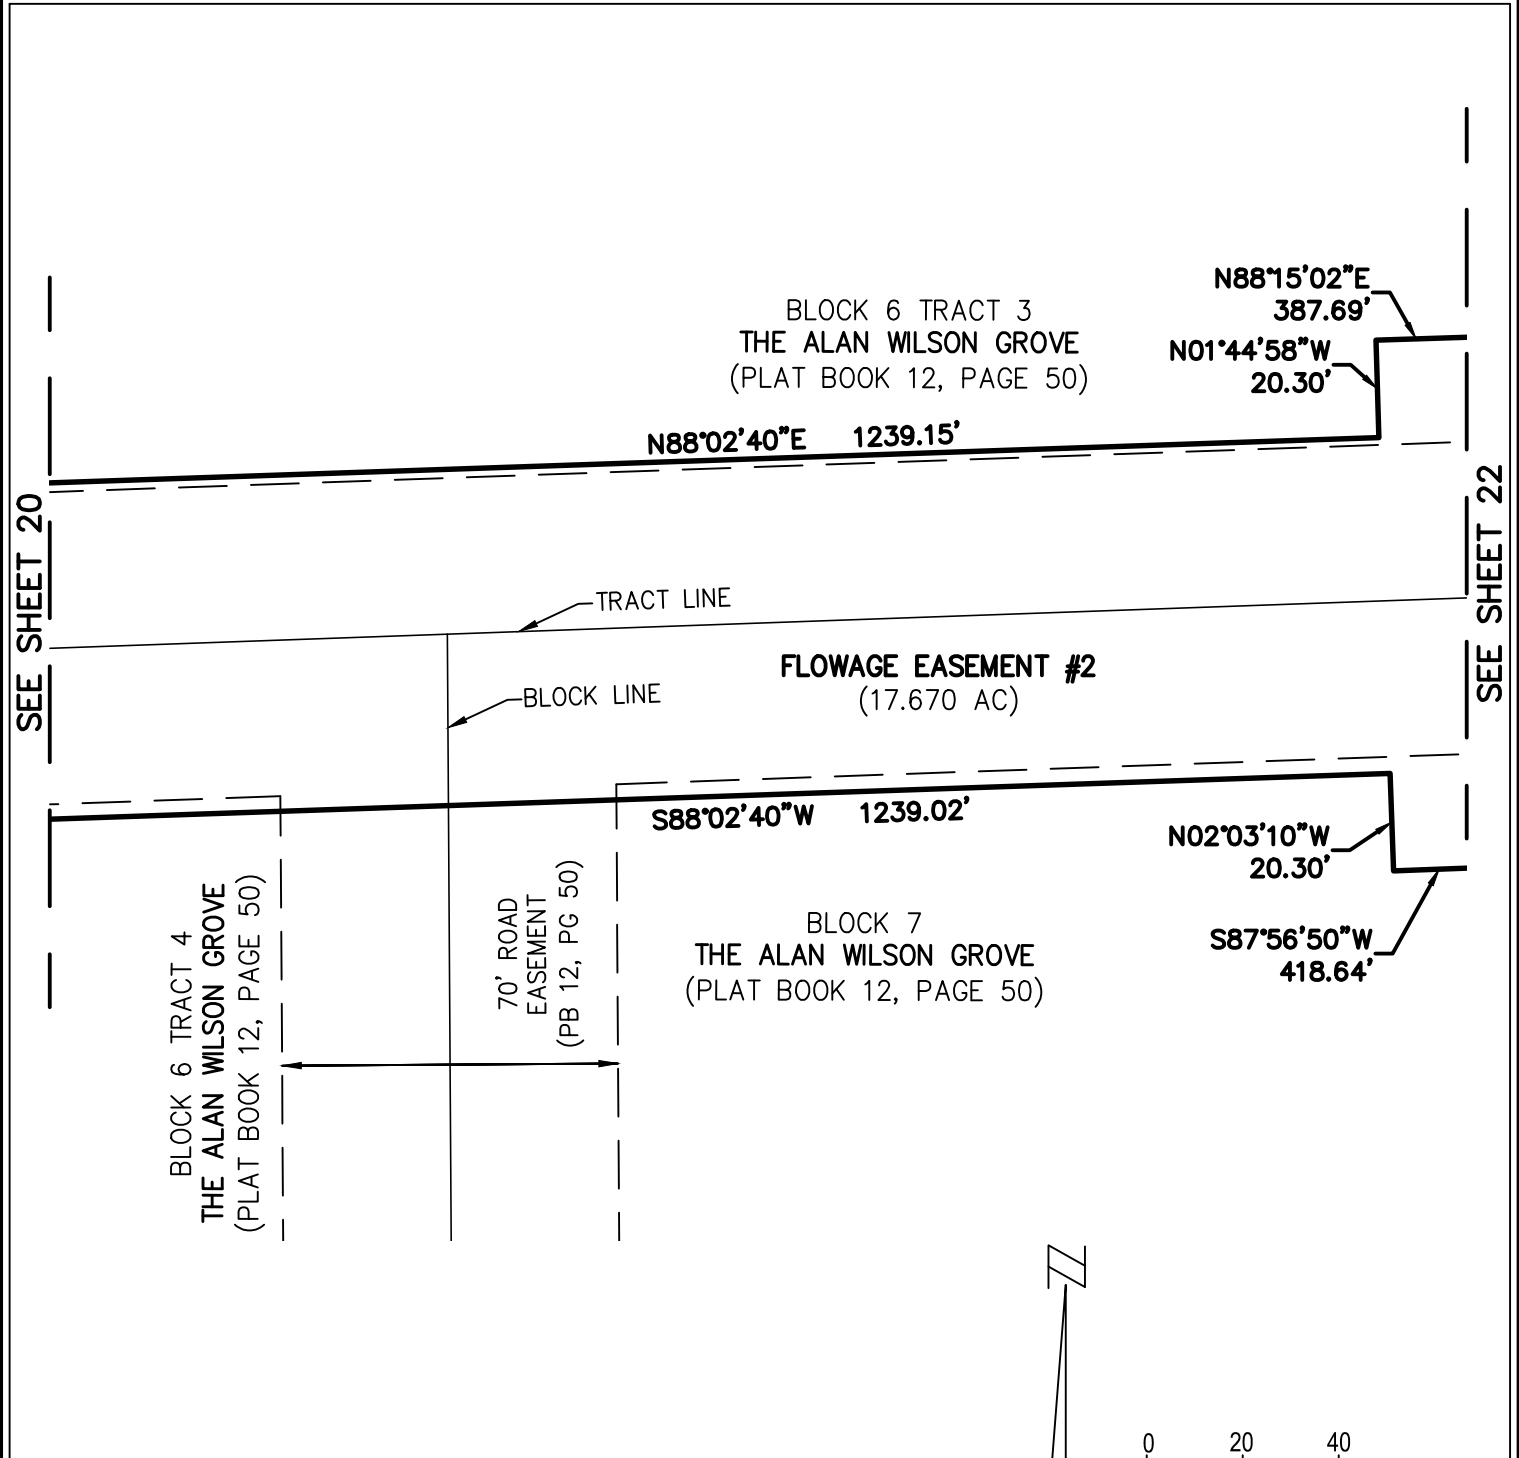 N88°15'02"E
387.69'
BLOCK 6 TRACT 3
THE ALAN WILSON GROVE
(PLAT BOOK 12, PAGE 50)
N01°44'58"W
20.30'
N88°02'40"E 1239.15'
SEE SHEET 20
SEE SHEET 22
TRACT LINE
FLOWAGE EASEMENT #2
(17.670 AC)
BLOCK LINE
S88°02'40"W 1239.02'
N02°03'10"W
20.30'
BLOCK 6 TRACT 4
THE ALAN WILSON GROVE
(PLAT BOOK 12, PAGE 50)
70' ROAD
EASEMENT
(PB 12, PG 50)
BLOCK 7
THE ALAN WILSON GROVE
(PLAT BOOK 12, PAGE 50)
S87°56'50"W
418.64'
N
0 20 40